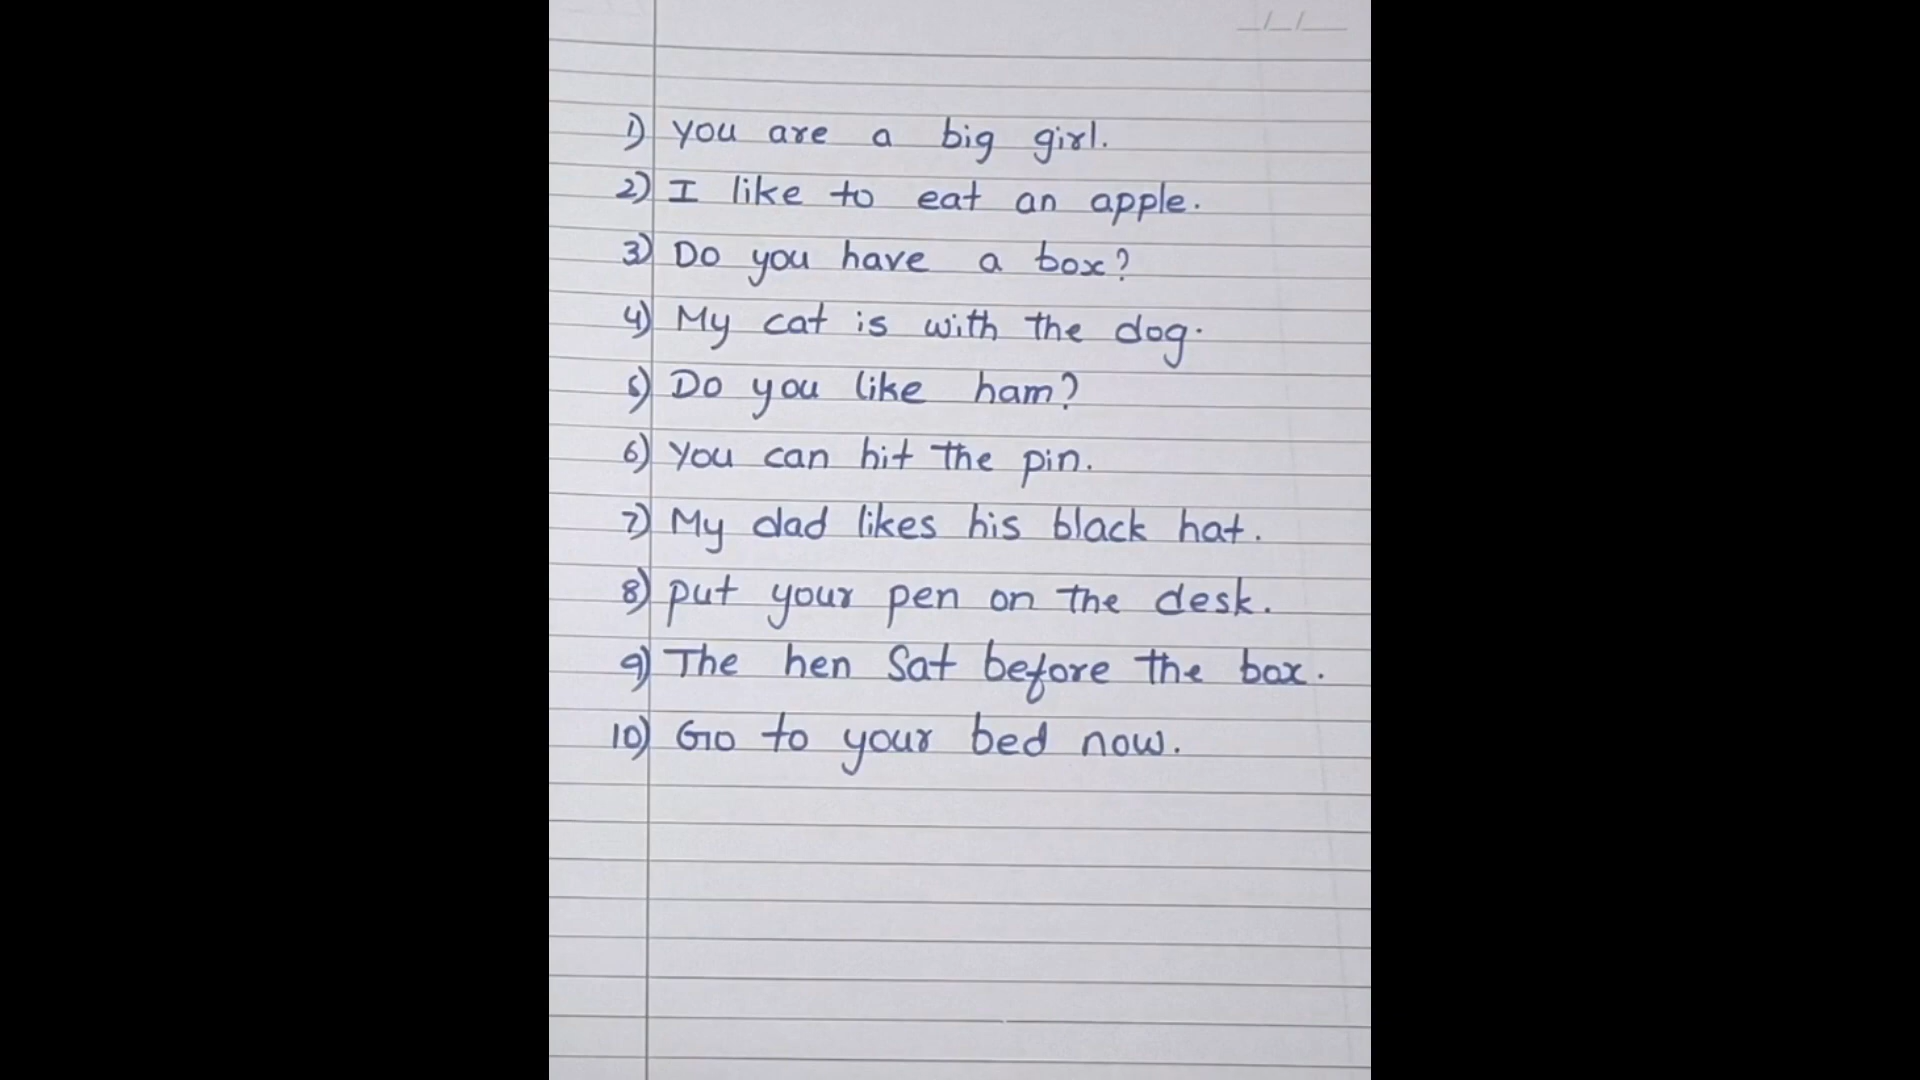 1) You are a big girl.
2) I like to eat an apple.
3) Do you have a box?
4) My cat is with the dog.
5) Do you like ham?
6) You can hit the pin.
7) My dad likes his black hat.
8) put your pen on the desk.
9) The hen Sat before the box.
10) Go to your bed now.